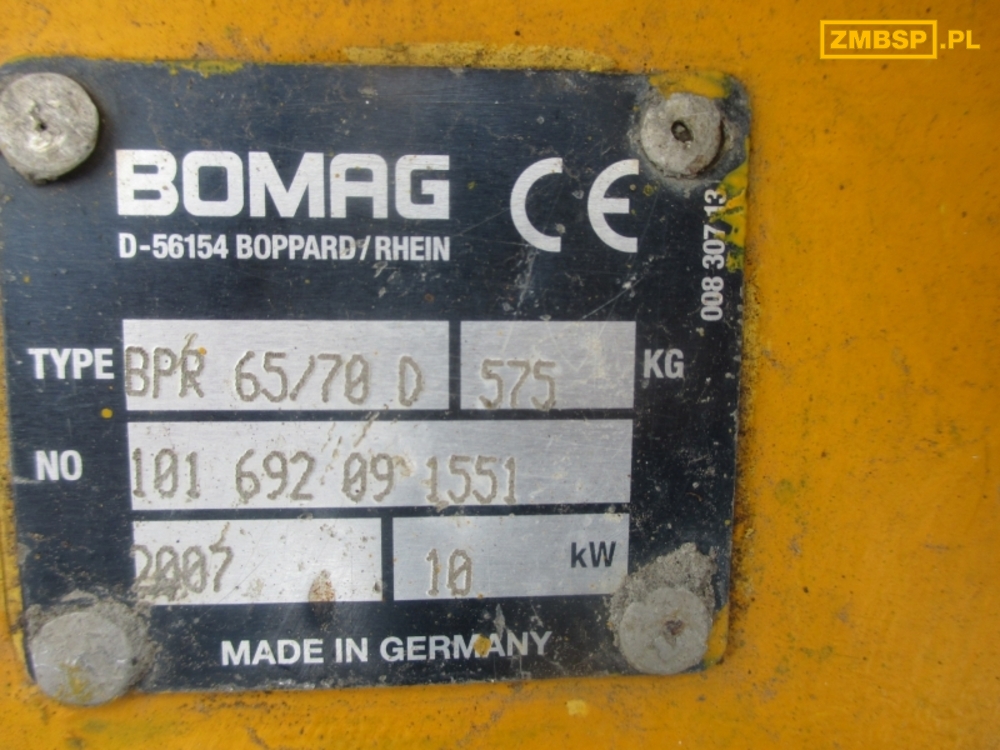 ZMBSP.PL
BOMAG CE
D-56154 BOPPARD/RHEIN
008 307 13
TYPE BPR 65/70 D 575 KG
NO 101 692 09 1551
2007 10 kW
MADE IN GERMANY